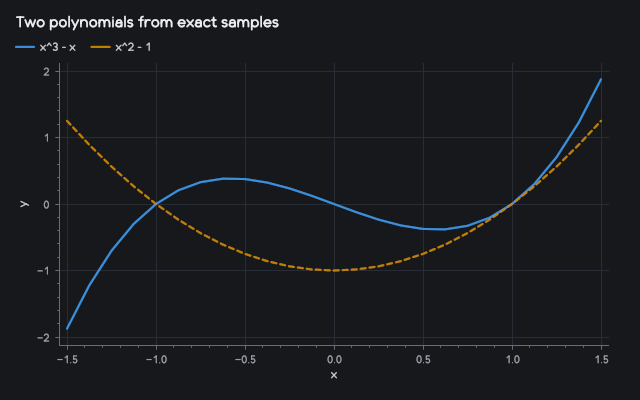 Two polynomials from exact samples
x^3 - x
x^2 - 1
2
1
0
−1
−2
y
−1.5 −1.0 −0.5 0.0 0.5 1.0 1.5
x